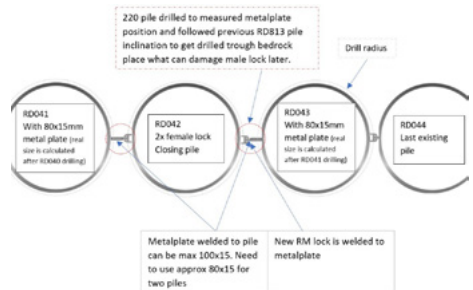 220 pile drilled to measured metalplate
position and followed previous RD813 pile
inclination to get drilled trough bedrock
place what can damage male lock later.
Drill radius
RD041
With 80x15mm
metal plate (real
size is calculated
after RD040 drilling)
RD042
2x female lock
Closing pile
RD043
With 80x15mm
metal plate (real
size is calculated
after RD041 drilling)
RD044
Last existing
pile
Metalplate welded to pile
can be max 100x15. Need
to use approx 80x15 for
two piles
New RM lock is welded to
metalplate